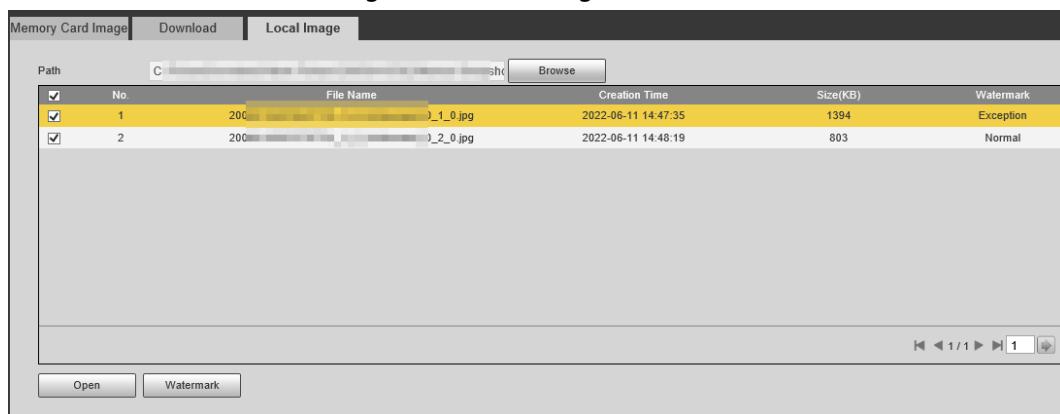 Memory Card Image Download Local Image
Path C Browse
No. File Name Creation Time Size(KB) Watermark
1 200 0_1_0.jpg 2022-06-11 14:47:35 1394 Exception
2 200 0_2_0.jpg 2022-06-11 14:48:19 803 Normal
1 / 1 1
Open Watermark